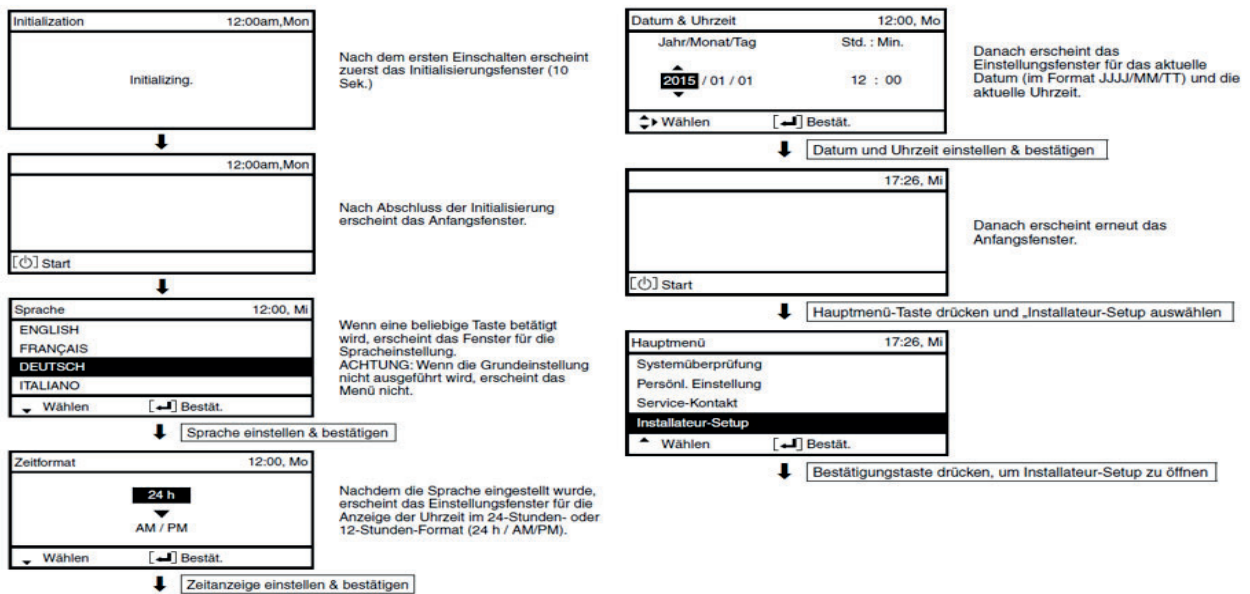 Initialization 12:00am,Mon
Initializing.
Nach dem ersten Einschalten erscheint
zuerst das Initialisierungsfenster (10
Sek.)
12:00am,Mon
[⏻] Start
Nach Abschluss der Initialisierung
erscheint das Anfangsfenster.
Sprache 12:00, Mi
ENGLISH
FRANÇAIS
DEUTSCH
ITALIANO
Wählen [↵] Bestät.
Wenn eine beliebige Taste betätigt
wird, erscheint das Fenster für die
Spracheinstellung.
ACHTUNG: Wenn die Grundeinstellung
nicht ausgeführt wird, erscheint das
Menü nicht.
Sprache einstellen & bestätigen
Zeitformat 12:00, Mo
24 h
AM / PM
Wählen [↵] Bestät.
Nachdem die Sprache eingestellt wurde,
erscheint das Einstellungsfenster für die
Anzeige der Uhrzeit im 24-Stunden- oder
12-Stunden-Format (24 h / AM/PM).
Zeitanzeige einstellen & bestätigen
Datum & Uhrzeit 12:00, Mo
Jahr/Monat/Tag Std. : Min.
2015 / 01 / 01 12 : 00
Wählen [↵] Bestät.
Danach erscheint das
Einstellungsfenster für das aktuelle
Datum (im Format JJJJ/MM/TT) und die
aktuelle Uhrzeit.
Datum und Uhrzeit einstellen & bestätigen
17:26, Mi
[⏻] Start
Danach erscheint erneut das
Anfangsfenster.
Hauptmenü-Taste drücken und „Installateur-Setup auswählen
Hauptmenü 17:26, Mi
Systemüberprüfung
Persönl. Einstellung
Service-Kontakt
Installateur-Setup
Wählen [↵] Bestät.
Bestätigungstaste drücken, um Installateur-Setup zu öffnen